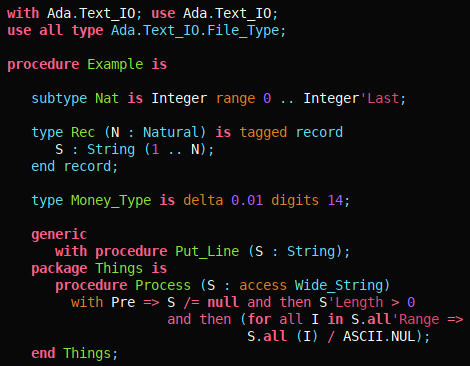 with Ada.Text_IO; use Ada.Text_IO;
use all type Ada.Text_IO.File_Type;
procedure Example is
subtype Nat is Integer range 0 .. Integer'Last;
type Rec (N : Natural) is tagged record
S : String (1 .. N);
end record;
type Money_Type is delta 0.01 digits 14;
generic
with procedure Put_Line (S : String);
package Things is
procedure Process (S : access Wide_String)
with Pre => S /= null and then S'Length > 0
and then (for all I in S.all'Range =>
S.all (I) / ASCII.NUL);
end Things;